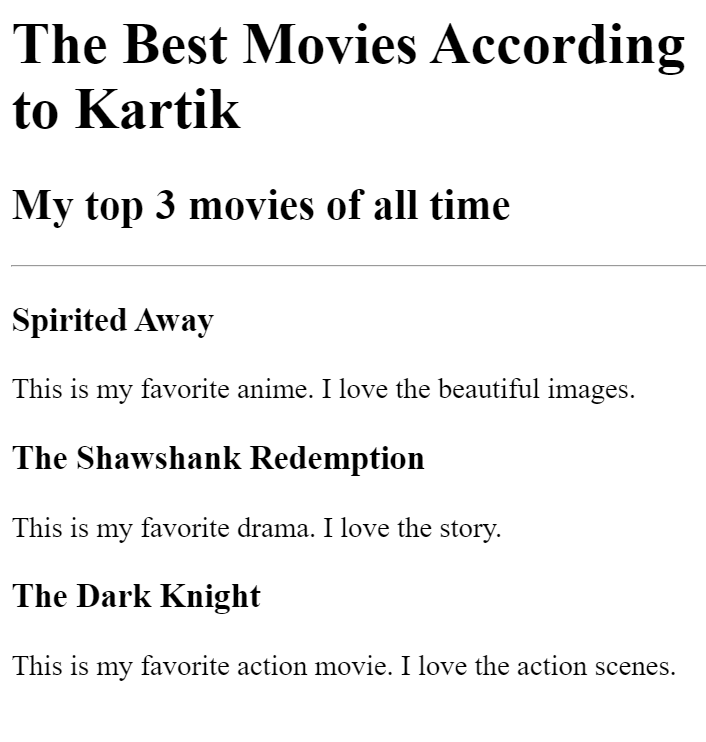 The Best Movies According
to Kartik
My top 3 movies of all time
Spirited Away
This is my favorite anime. I love the beautiful images.
The Shawshank Redemption
This is my favorite drama. I love the story.
The Dark Knight
This is my favorite action movie. I love the action scenes.